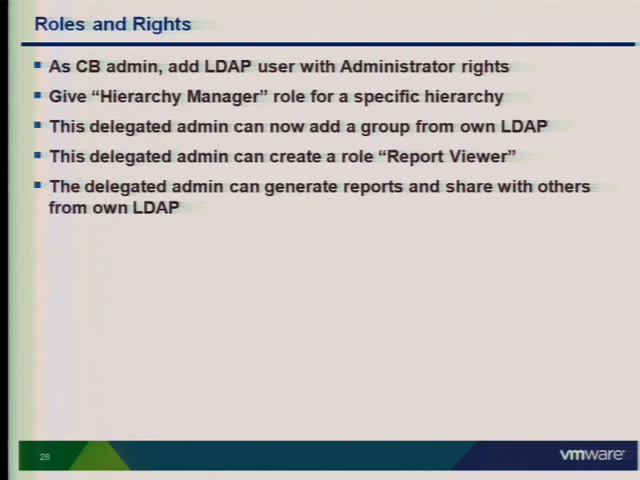 Roles and Rights
As CB admin, add LDAP user with Administrator rights
Give “Hierarchy Manager” role for a specific hierarchy
This delegated admin can now add a group from own LDAP
This delegated admin can create a role “Report Viewer”
The delegated admin can generate reports and share with others
from own LDAP
28
vmware